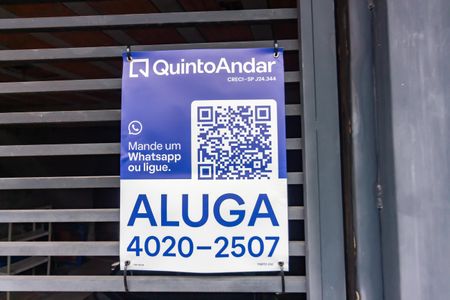 QuintoAndar
CRECI-SP J24.344
Mande um
Whatsapp
ou ligue.
ALUGA
4020-2507